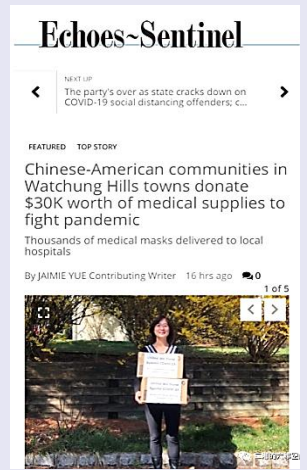 Echoes~Sentinel
NEXT UP
The party's over as state cracks down on
COVID-19 social distancing offenders; c...
FEATURED TOP STORY
Chinese-American communities in
Watchung Hills towns donate
$30K worth of medical supplies to
fight pandemic
Thousands of medical masks delivered to local
hospitals
By JAIMIE YUE Contributing Writer 16 hrs ago 0
1 of 5